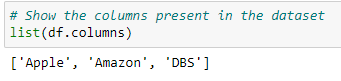 # Show the columns present in the dataset
list(df.columns)
['Apple', 'Amazon', 'DBS']